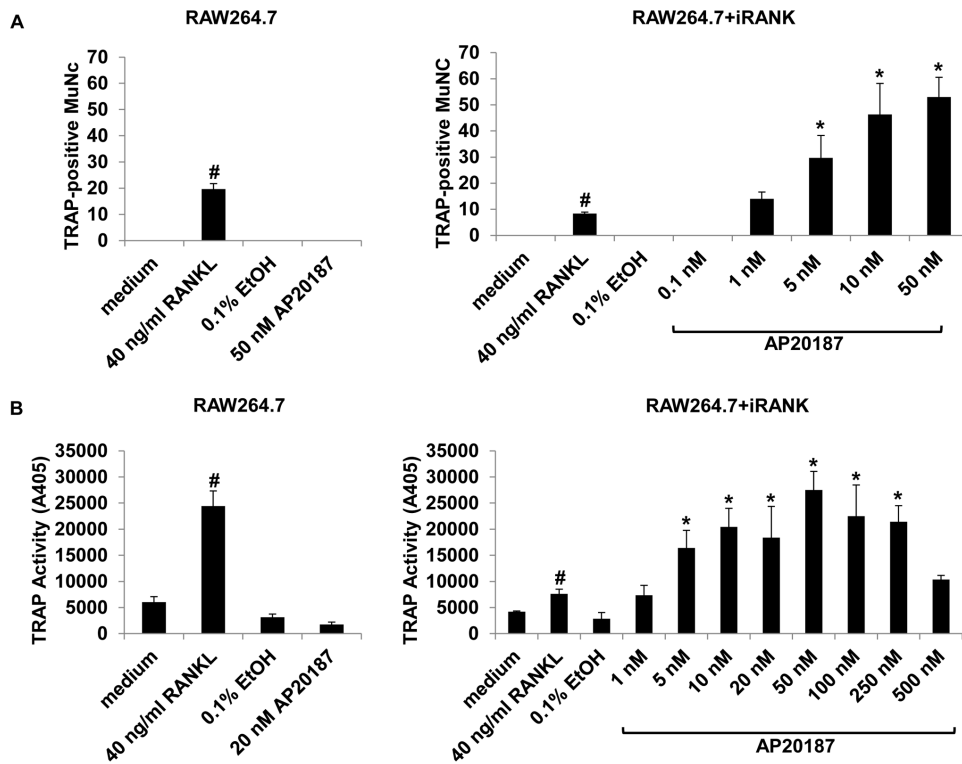 A
RAW264.7
RAW264.7+iRANK
TRAP-positive MuNc
70
60
50
40
30
20
10
0
#
medium
40 ng/ml RANKL
0.1% EtOH
50 nM AP20187
TRAP-positive MuNC
70
60
50
40
30
20
10
0
#
*
*
*
medium
40 ng/ml RANKL
0.1% EtOH
0.1 nM
1 nM
5 nM
10 nM
50 nM
AP20187
B
RAW264.7
RAW264.7+iRANK
TRAP Activity (A405)
35000
30000
25000
20000
15000
10000
5000
0
#
medium
40 ng/ml RANKL
0.1% EtOH
20 nM AP20187
TRAP Activity (A405)
35000
30000
25000
20000
15000
10000
5000
0
#
*
*
*
*
*
*
medium
40 ng/ml RANKL
0.1% EtOH
1 nM
5 nM
10 nM
20 nM
50 nM
100 nM
250 nM
500 nM
AP20187